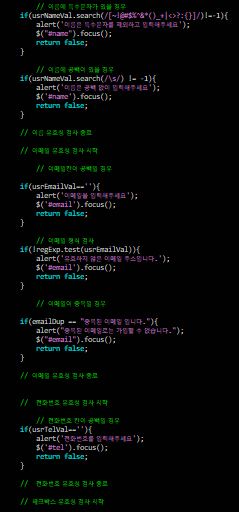 // 이름에 특수문자가 있을 경우
if(usrNameVal.search(/[~!@#$%^&*()_+|<>?:{}]/)!=-1){
alert('이름은 특수문자를 제외하고 입력해주세요');
$("#name").focus();
return false;
}
// 이름에 공백이 있을 경우
if(usrNameVal.search(/\s/) != -1){
alert('이름은 공백 없이 입력해주세요');
$('#name').focus();
return false;
}
// 이름 유효성 검사 종료
// 이메일 유효성 검사 시작
// 이메일칸이 공백일 경우
if(usrEmailVal==''){
alert('이메일을 입력해주세요');
$('#email').focus();
return false;
}
// 이메일 형식 검사
if(!regExp.test(usrEmailVal)){
alert('유효하지 않은 이메일 주소입니다.');
$('#email').focus();
return false;
}
// 이메일이 중복일 경우
if(emailDup == "중복된 이메일 입니다."){
alert("중복된 이메일로는 가입할 수 없습니다.");
$("#email").focus();
return false;
}
// 이메일 유효성 검사 종료
// 전화번호 유효성 검사 시작
// 전화번호 칸이 공백일 경우
if(usrTelVal==''){
alert('전화번호를 입력해주세요');
$('#tel').focus();
return false;
}
// 전화번호 유효성 검사 종료
// 체크박스 유효성 검사 시작